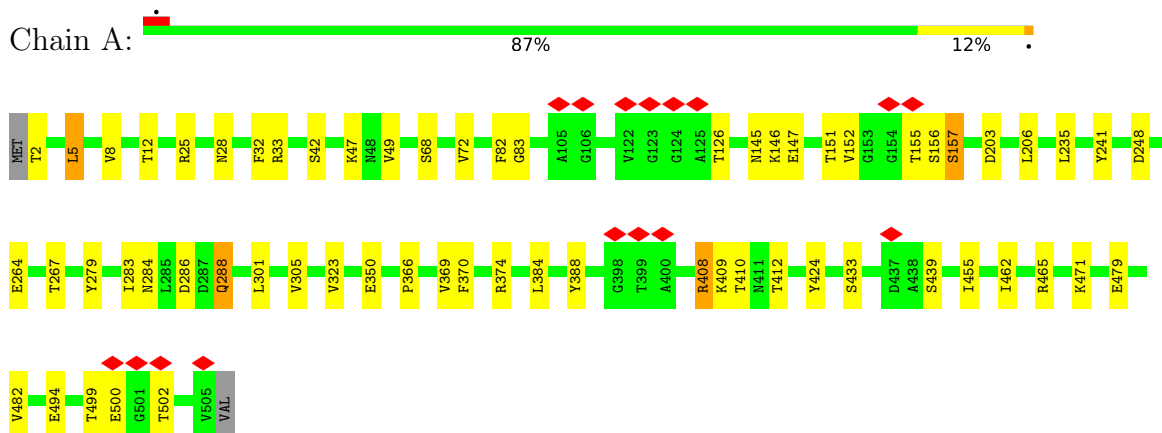 Chain A:
87% 12%
MET T2 L5 V8 T12 R25 N28 F32 R33 S42 K47 N48 V49 S68 V72 F82 G83 A105 G106 V122 G123 G124 A125 T126 N145 K146 E147 T151 V152 G153 G154 T155 S156 S157 D203 L206 L235 Y241 D248
E264 T267 Y279 I283 N284 L285 D286 D287 Q288 L301 V305 V323 E350 P366 V369 F370 R374 L384 Y388 G398 T399 A400 R408 K409 T410 N411 T412 Y424 S433 D437 A438 S439 I455 I462 R465 K471 E479
V482 E494 T499 E500 G501 T502 V505 VAL